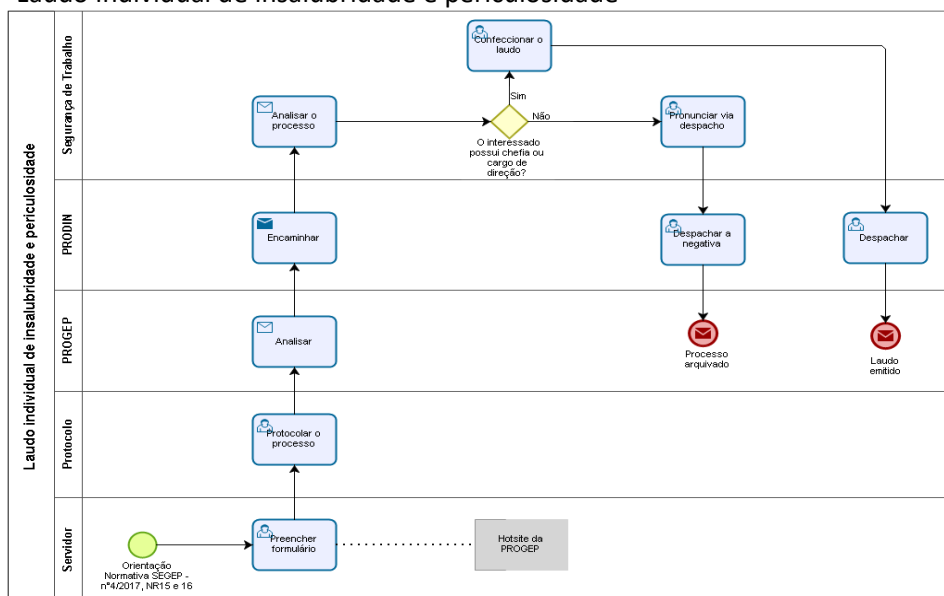 Laudo individual de insalubridade e periculosidade
Laudo individual de insalubridade e periculosidade
Segurança de Trabalho
Confeccionar o
laudo
Sim
Analisar o
processo
Não
O interessado
possui chefia ou
cargo de
direção?
Pronunciar via
despacho
PRODIN
Encaminhar
Despachar a
negativa
Despachar
PROGEP
Analisar
Processo
arquivado
Laudo
emitido
Protocolo
Protocolar o
processo
Servidor
Orientação
Normativa SEGEP -
n°4/2017, NR15 e 16
Preencher
formulário
Hotsite da
PROGEP